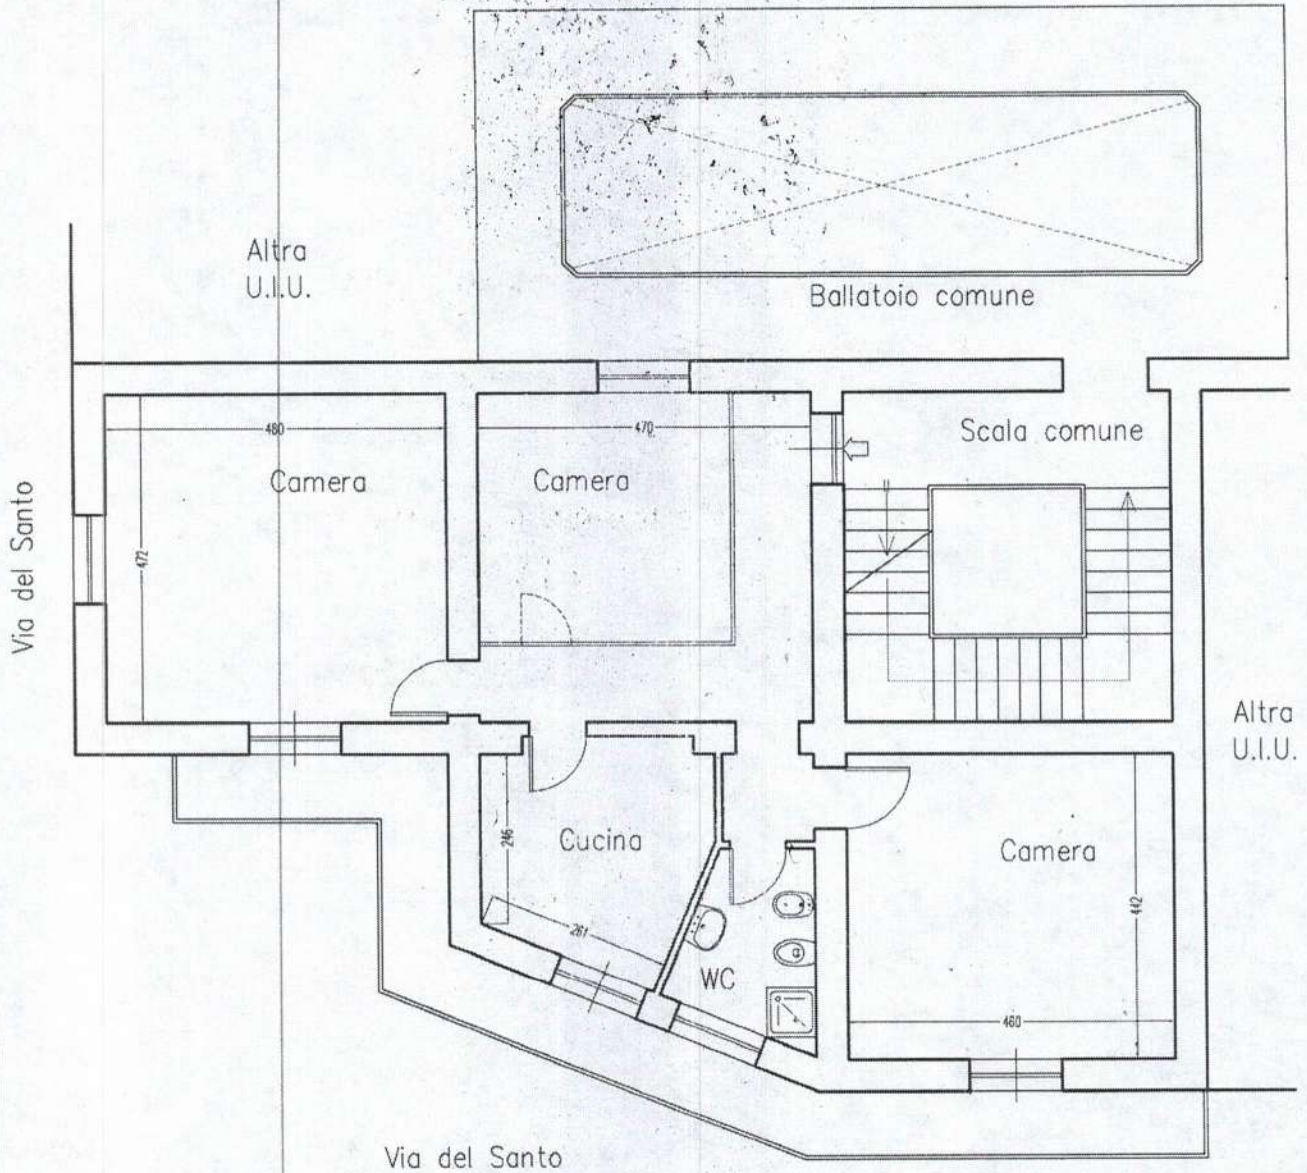 Altra
U.I.U.
Ballatoio comune
480
470
Scala comune
Camera
Camera
Via del Santo
472
Altra
U.I.U.
246
Cucina
Camera
442
261
WC
460
Via del Santo